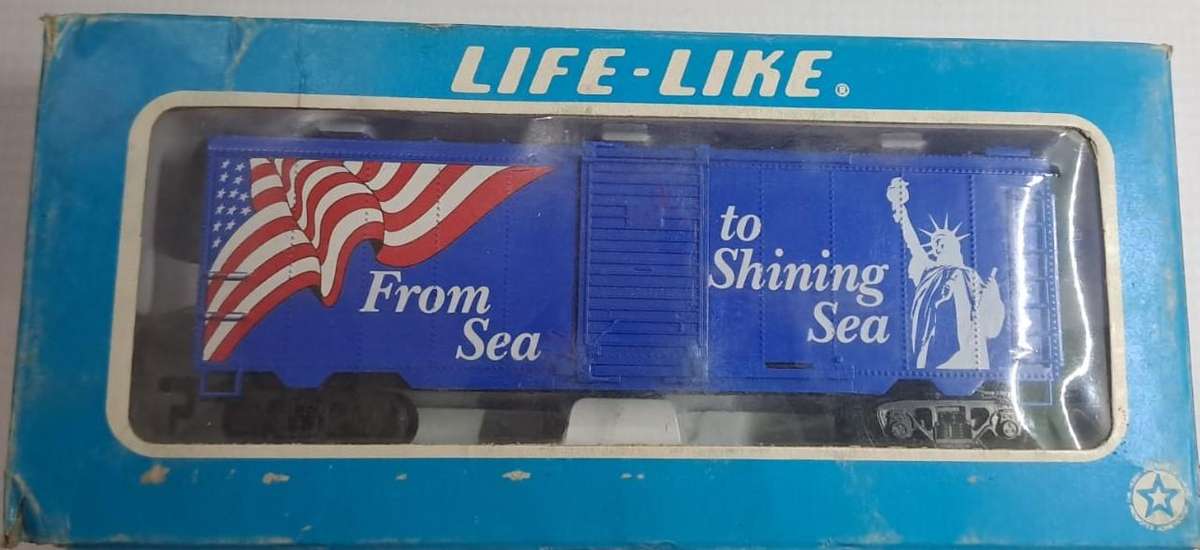 LIFE-LIKE®
From
Sea
to
Shining
Sea